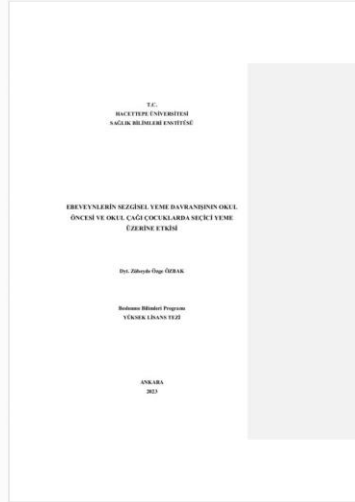 T.C.
HACETTEPE ÜNİVERSİTESİ
SAĞLIK BİLİMLERİ ENSTİTÜSÜ
EBEVEYNLERİN SEZGİSEL YEME DAVRANIŞININ OKUL
ÖNCESİ VE OKUL ÇAĞI ÇOCUKLARDA SEÇİCİ YEME
ÜZERİNE ETKİSİ
Dyt. Zübeyde Özge ÖZBAK
Beslenme Bilimleri Programı
YÜKSEK LİSANS TEZİ
ANKARA
2023